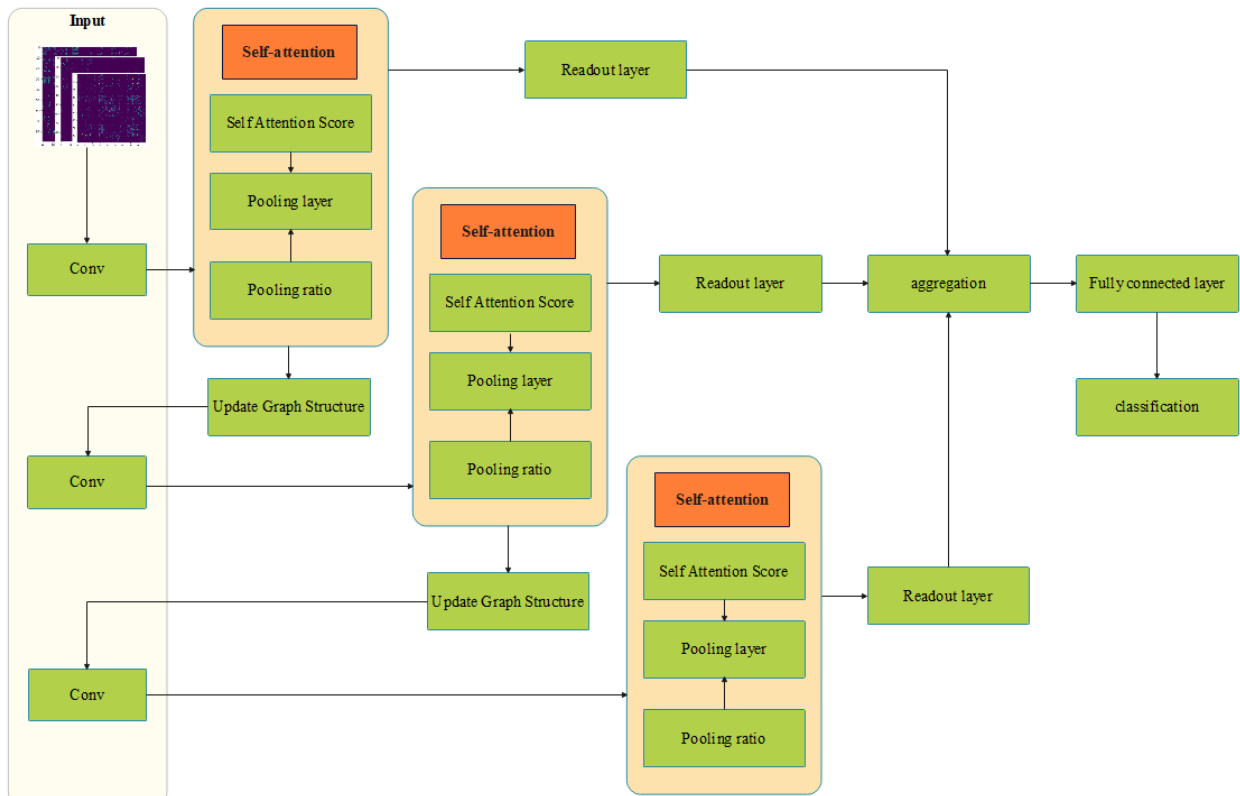 Input
Conv
Conv
Conv
Self-attention
Self Attention Score
Pooling layer
Pooling ratio
Update Graph Structure
Self-attention
Self Attention Score
Pooling layer
Pooling ratio
Update Graph Structure
Self-attention
Self Attention Score
Pooling layer
Pooling ratio
Readout layer
Readout layer
Readout layer
aggregation
Fully connected layer
classification